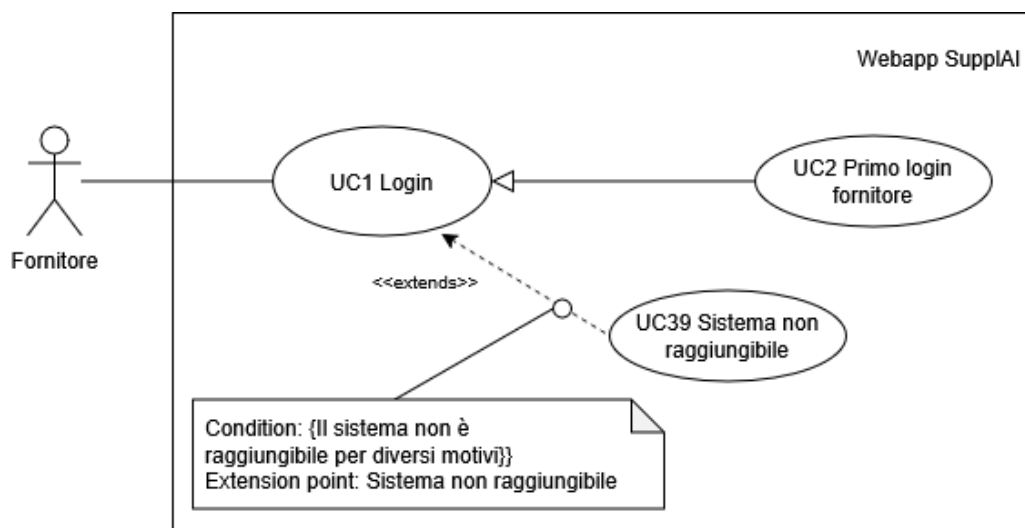 Webapp SupplAI
UC1 Login
UC2 Primo login
fornitore
Fornitore
<<extends>>
UC39 Sistema non
raggiungibile
Condition: {Il sistema non è
raggiungibile per diversi motivi}}
Extension point: Sistema non raggiungibile